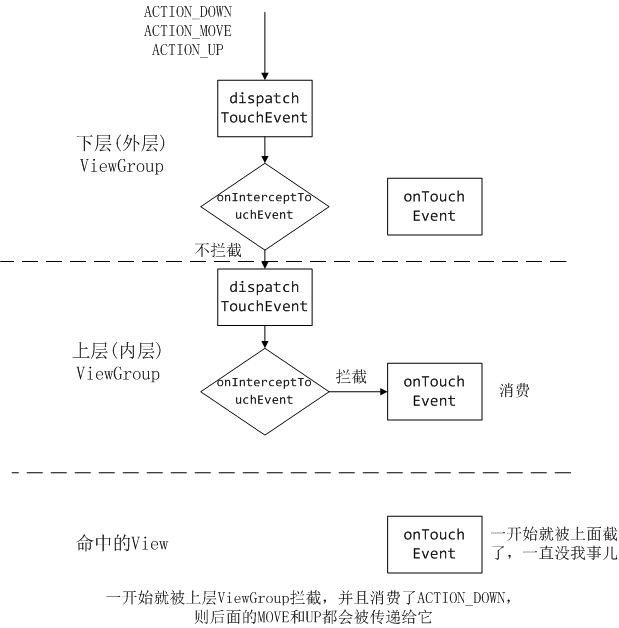 ACTION_DOWN
ACTION_MOVE
ACTION_UP
dispatch
TouchEvent
下层(外层)
ViewGroup
onInterceptTo
uchEvent
onTouch
Event
不拦截
dispatch
TouchEvent
上层(内层)
ViewGroup
onInterceptTo
uchEvent
拦截
onTouch
Event
消费
命中的View
onTouch
Event
一开始就被上面截
了，一直没我事儿
一开始就被上层ViewGroup拦截，并且消费了ACTION_DOWN，
则后面的MOVE和UP都会被传递给它